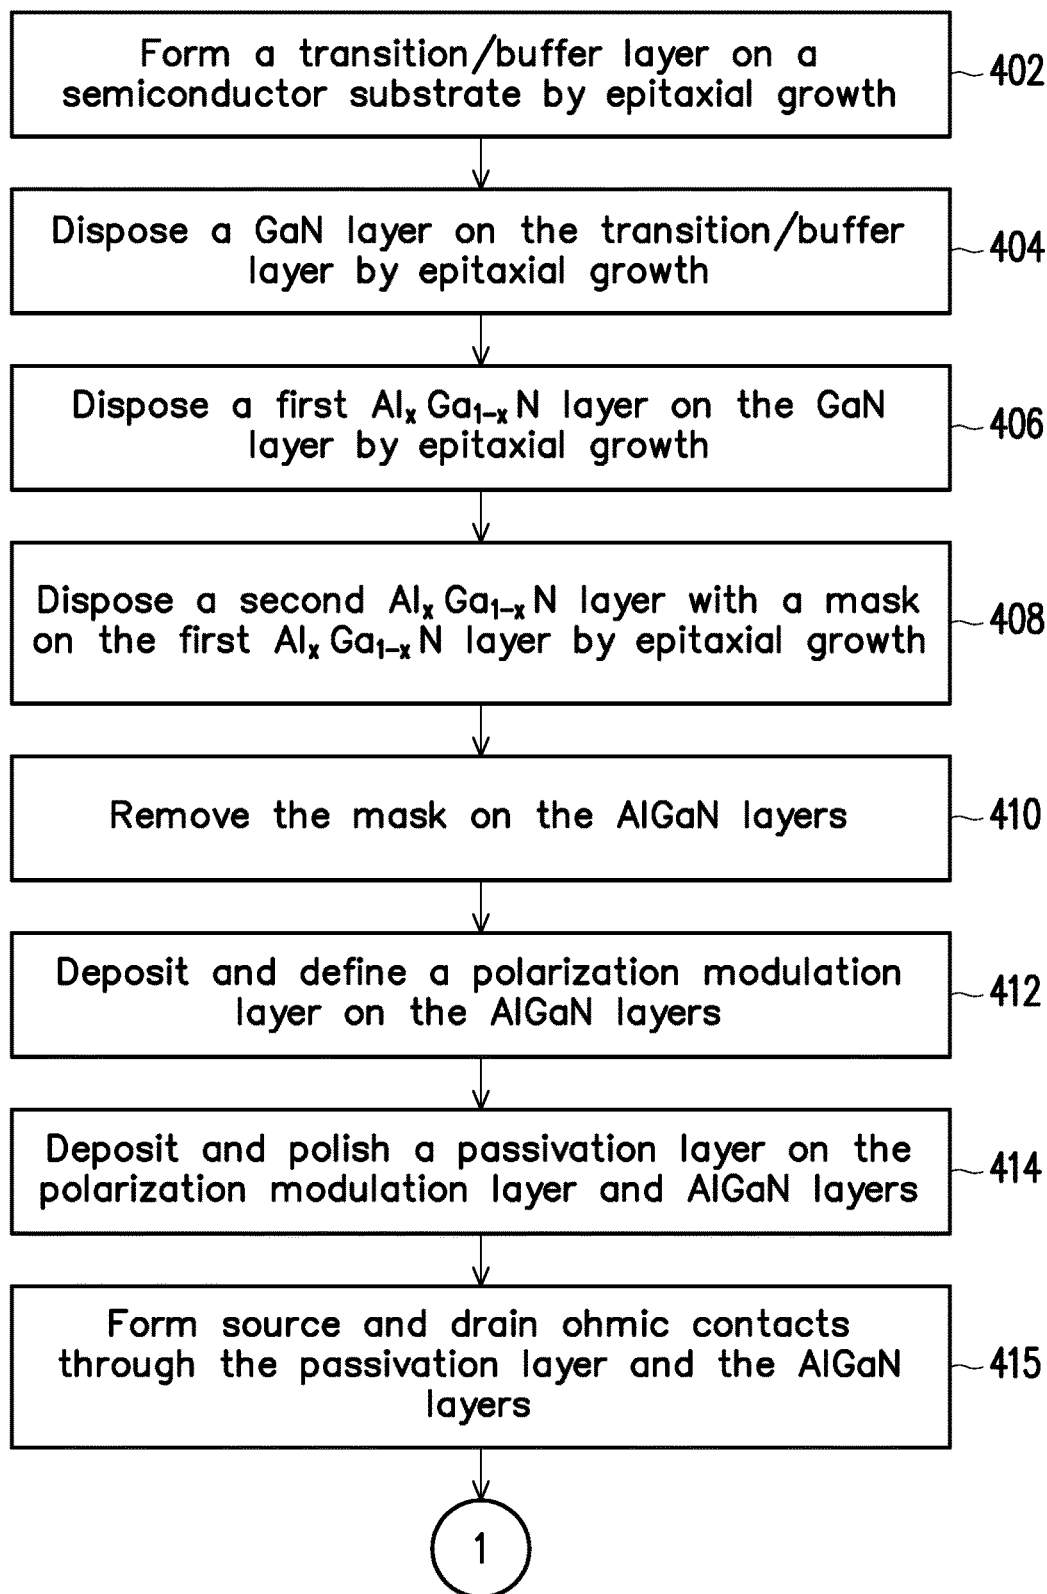 Form a transition/buffer layer on a
semiconductor substrate by epitaxial growth
402
Dispose a GaN layer on the transition/buffer
layer by epitaxial growth
404
Dispose a first AlₓGa₁₋ₓN layer on the GaN
layer by epitaxial growth
406
Dispose a second AlₓGa₁₋ₓN layer with a mask
on the first AlₓGa₁₋ₓN layer by epitaxial growth
408
Remove the mask on the AlGaN layers
410
Deposit and define a polarization modulation
layer on the AlGaN layers
412
Deposit and polish a passivation layer on the
polarization modulation layer and AlGaN layers
414
Form source and drain ohmic contacts
through the passivation layer and the AlGaN
layers
415
1